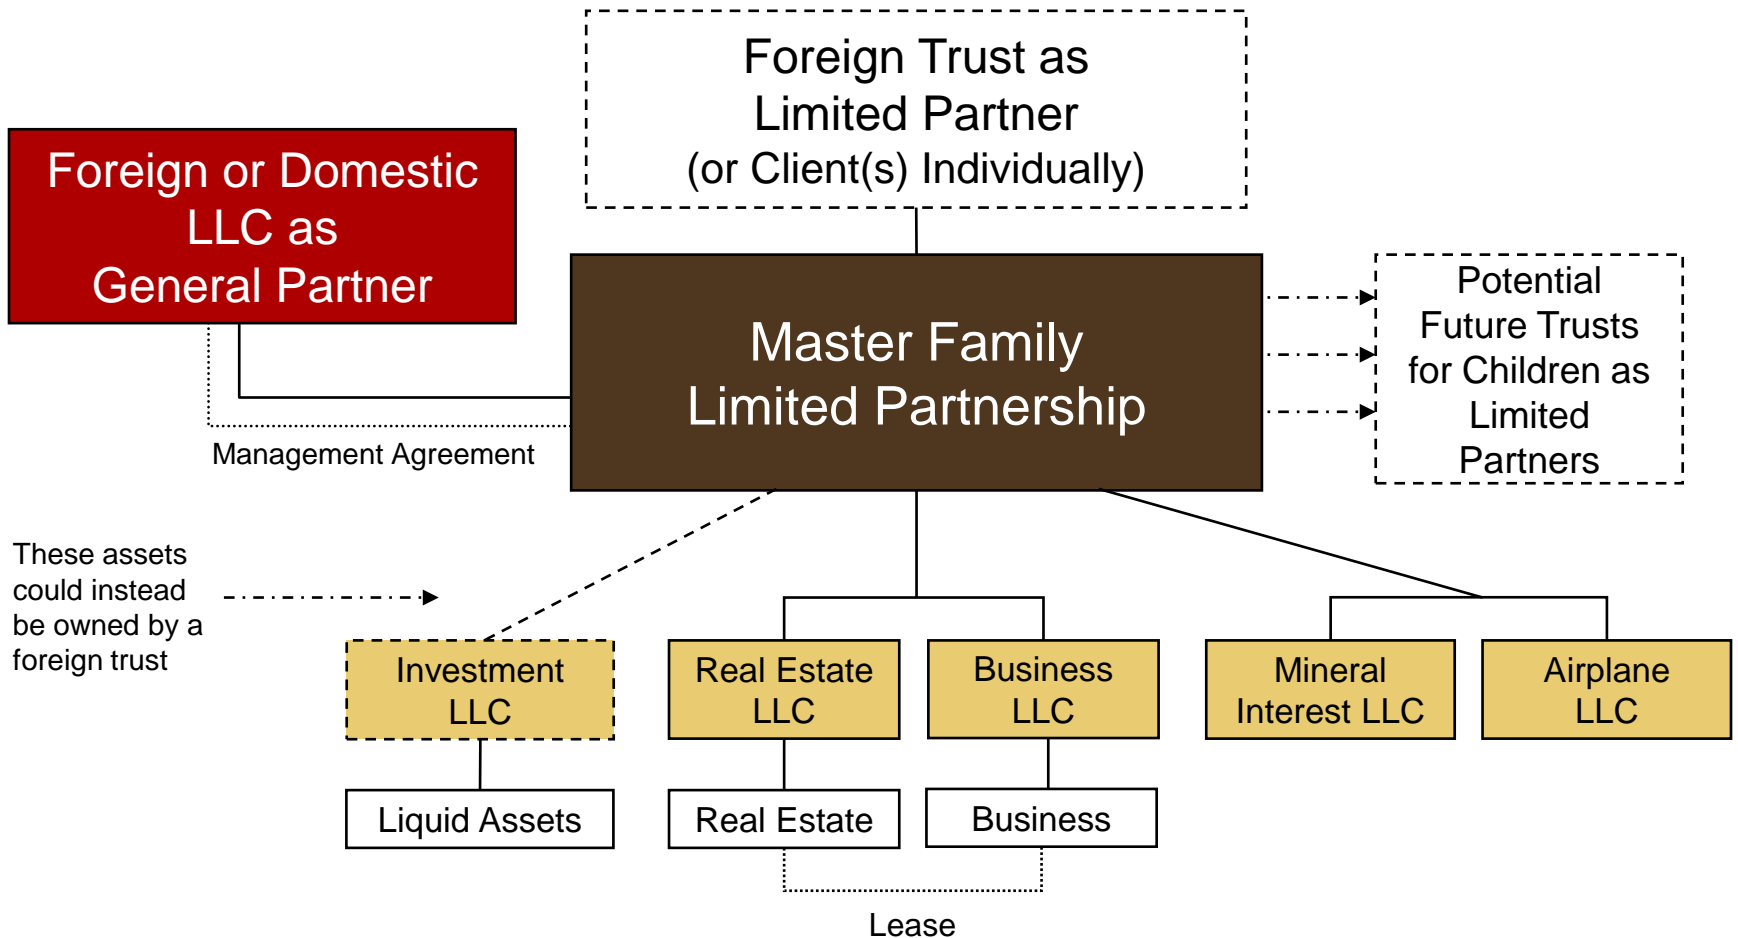 Foreign Trust as
Limited Partner
(or Client(s) Individually)
Foreign or Domestic
LLC as
General Partner
Master Family
Limited Partnership
Potential
Future Trusts
for Children as
Limited
Partners
Management Agreement
These assets
could instead
be owned by a
foreign trust
Investment
LLC
Real Estate
LLC
Business
LLC
Mineral
Interest LLC
Airplane
LLC
Liquid Assets
Real Estate
Business
Lease